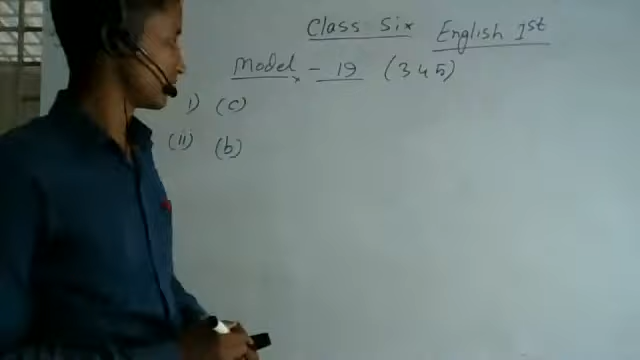 Class Six English 1st
Model - 19 (345)
i) (c)
(ii) (b)